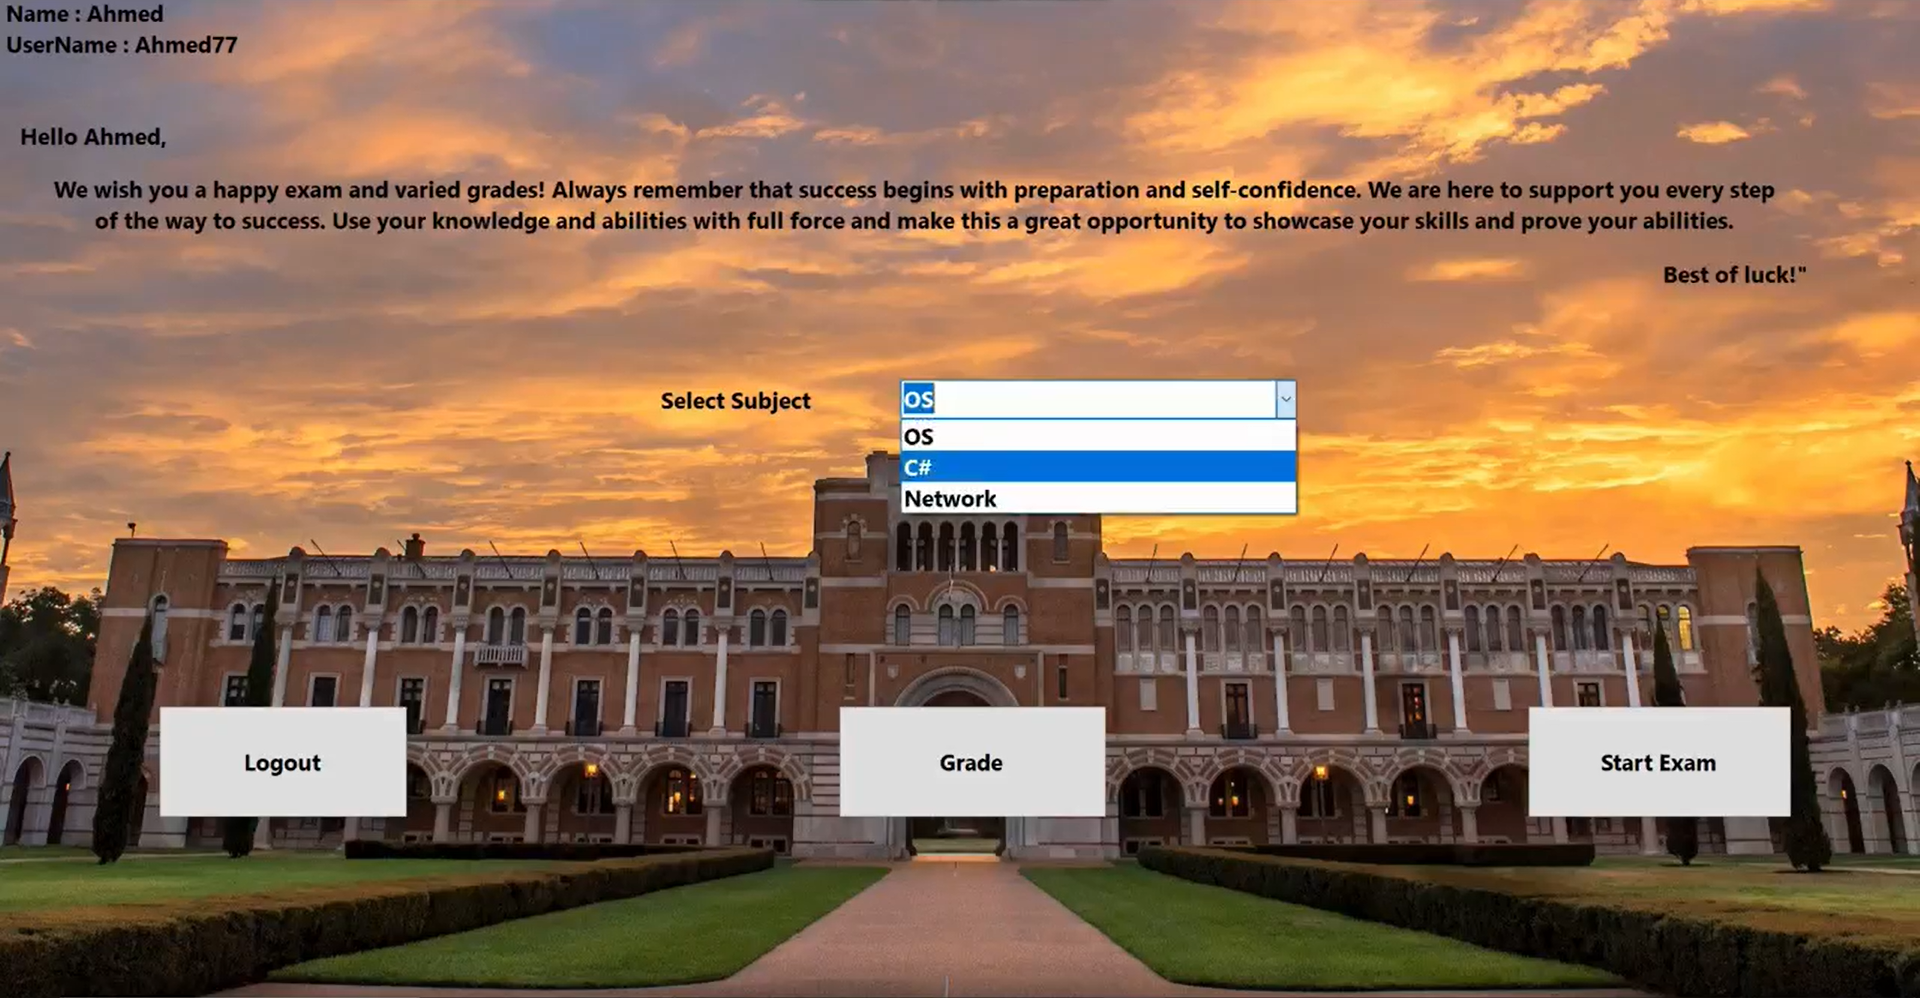 Name : Ahmed
UserName : Ahmed77
Hello Ahmed,
We wish you a happy exam and varied grades! Always remember that success begins with preparation and self-confidence. We are here to support you every step
of the way to success. Use your knowledge and abilities with full force and make this a great opportunity to showcase your skills and prove your abilities.
Best of luck!"
Select Subject
OS
OS
C#
Network
Logout
Grade
Start Exam